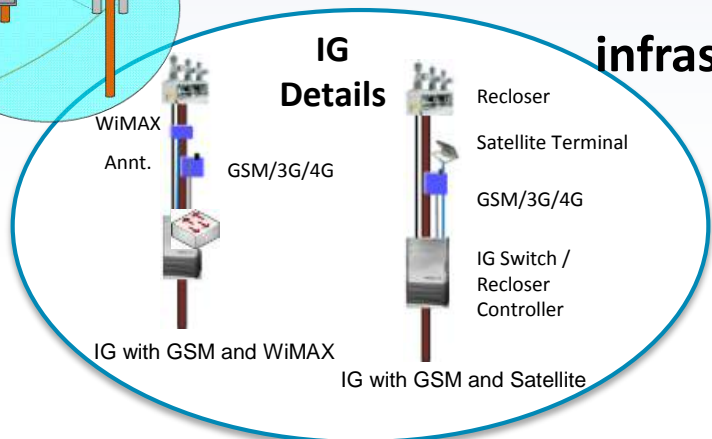 IG
Details
infras
WiMAX
Annt.
GSM/3G/4G
IG with GSM and WiMAX
Recloser
Satellite Terminal
GSM/3G/4G
IG Switch /
Recloser
Controller
IG with GSM and Satellite